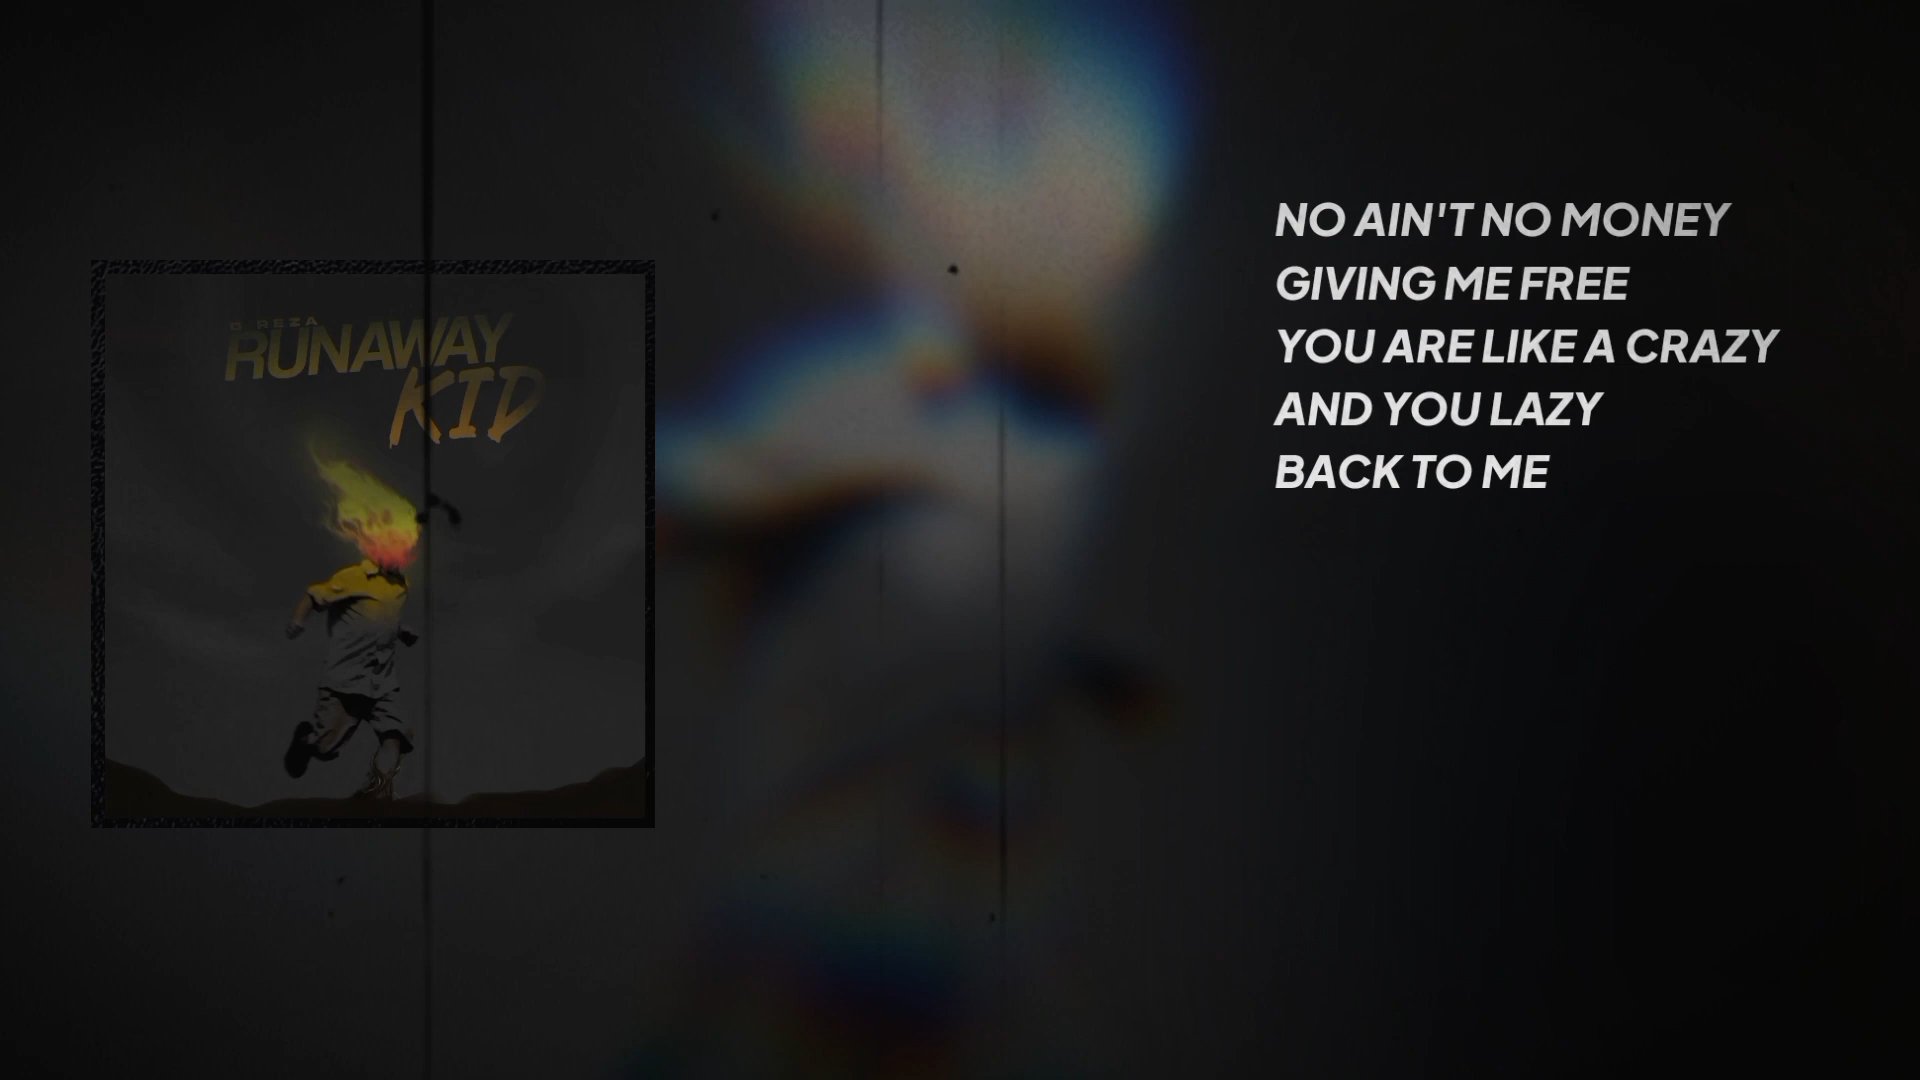 RUNAWAY
KID
NO AIN'T NO MONEY
GIVING ME FREE
YOU ARE LIKE A CRAZY
AND YOU LAZY
BACK TO ME